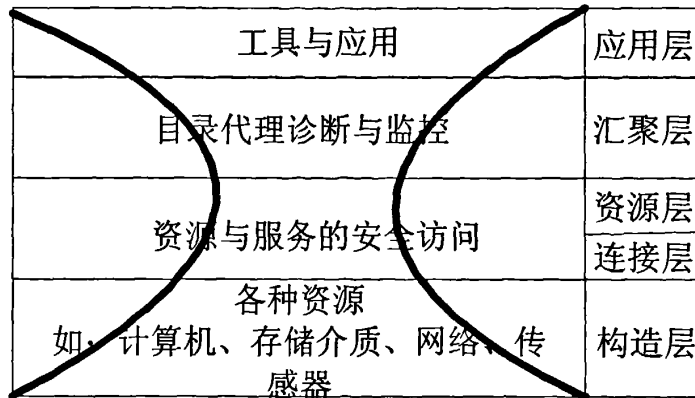 工具与应用
应用层
目录代理诊断与监控
汇聚层
资源与服务的安全访问
资源层
连接层
各种资源
如,计算机、存储介质、网络、传
感器
构造层